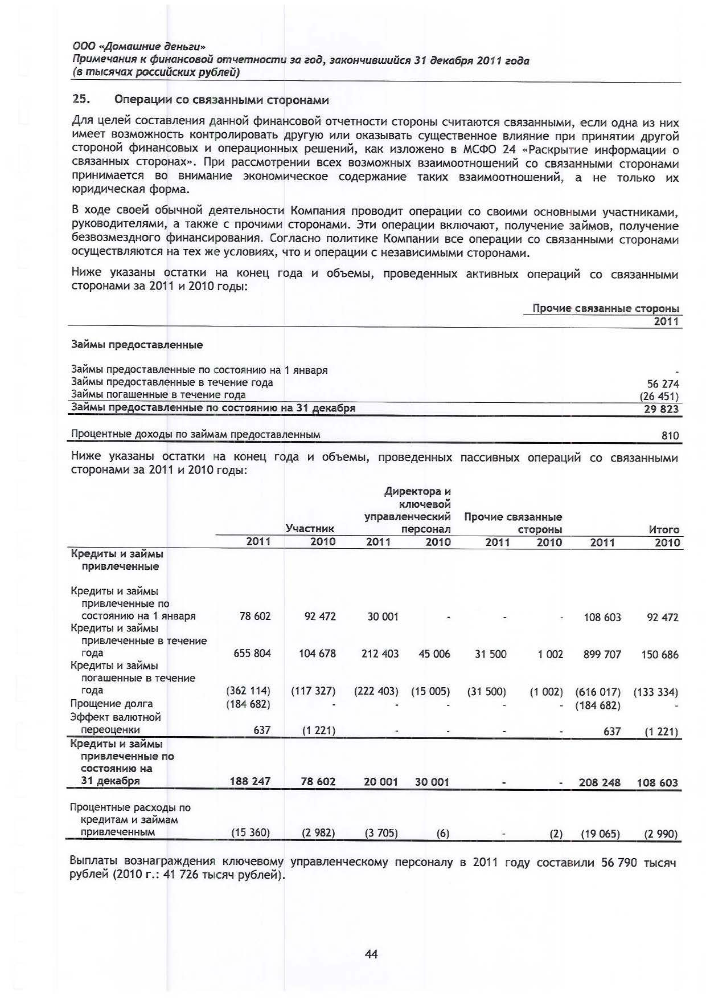 ООО «Домашние деньги»
Примечания к финансовой отчетности за год, закончившийся 31 декабря 2011 года
(в тысячах российских рублей)
25. Операции со связанными сторонами
Для целей составления данной финансовой отчетности стороны считаются связанными, если одна из них
имеет возможность контролировать другую или оказывать существенное влияние при принятии другой
стороной финансовых и операционных решений, как изложено в МСФО 24 «Раскрытие информации о
связанных сторонах». При рассмотрении всех возможных взаимоотношений со связанными сторонами
принимается во внимание экономическое содержание таких взаимоотношений, а не только их
юридическая форма.
В ходе своей обычной деятельности Компания проводит операции со своими основными участниками,
руководителями, а также с прочими сторонами. Эти операции включают, получение займов, получение
безвозмездного финансирования. Согласно политике Компании все операции со связанными сторонами
осуществляются на тех же условиях, что и операции с независимыми сторонами.
Ниже указаны остатки на конец года и объемы, проведенных активных операций со связанными
сторонами за 2011 и 2010 годы:
Прочие связанные стороны
2011
Займы предоставленные
Займы предоставленные по состоянию на 1 января -
Займы предоставленные в течение года 56 274
Займы погашенные в течение года (26 451)
Займы предоставленные по состоянию на 31 декабря 29 823
Процентные доходы по займам предоставленным 810
Ниже указаны остатки на конец года и объемы, проведенных пассивных операций со связанными
сторонами за 2011 и 2010 годы:
Директора и
ключевой
управленческий Прочие связанные
Участник персонал стороны Итого
2011 2010 2011 2010 2011 2010 2011 2010
Кредиты и займы
привлеченные
Кредиты и займы
привлеченные по
состоянию на 1 января 78 602 92 472 30 001 - - - 108 603 92 472
Кредиты и займы
привлеченные в течение
года 655 804 104 678 212 403 45 006 31 500 1 002 899 707 150 686
Кредиты и займы
погашенные в течение
года (362 114) (117 327) (222 403) (15 005) (31 500) (1 002) (616 017) (133 334)
Прощение долга (184 682) - - - - - (184 682) -
Эффект валютной
переоценки 637 (1 221) - - - - 637 (1 221)
Кредиты и займы
привлеченные по
состоянию на
31 декабря 188 247 78 602 20 001 30 001 - - 208 248 108 603
Процентные расходы по
кредитам и займам
привлеченным (15 360) (2 982) (3 705) (6) - (2) (19 065) (2 990)
Выплаты вознаграждения ключевому управленческому персоналу в 2011 году составили 56 790 тысяч
рублей (2010 г.: 41 726 тысяч рублей).
44